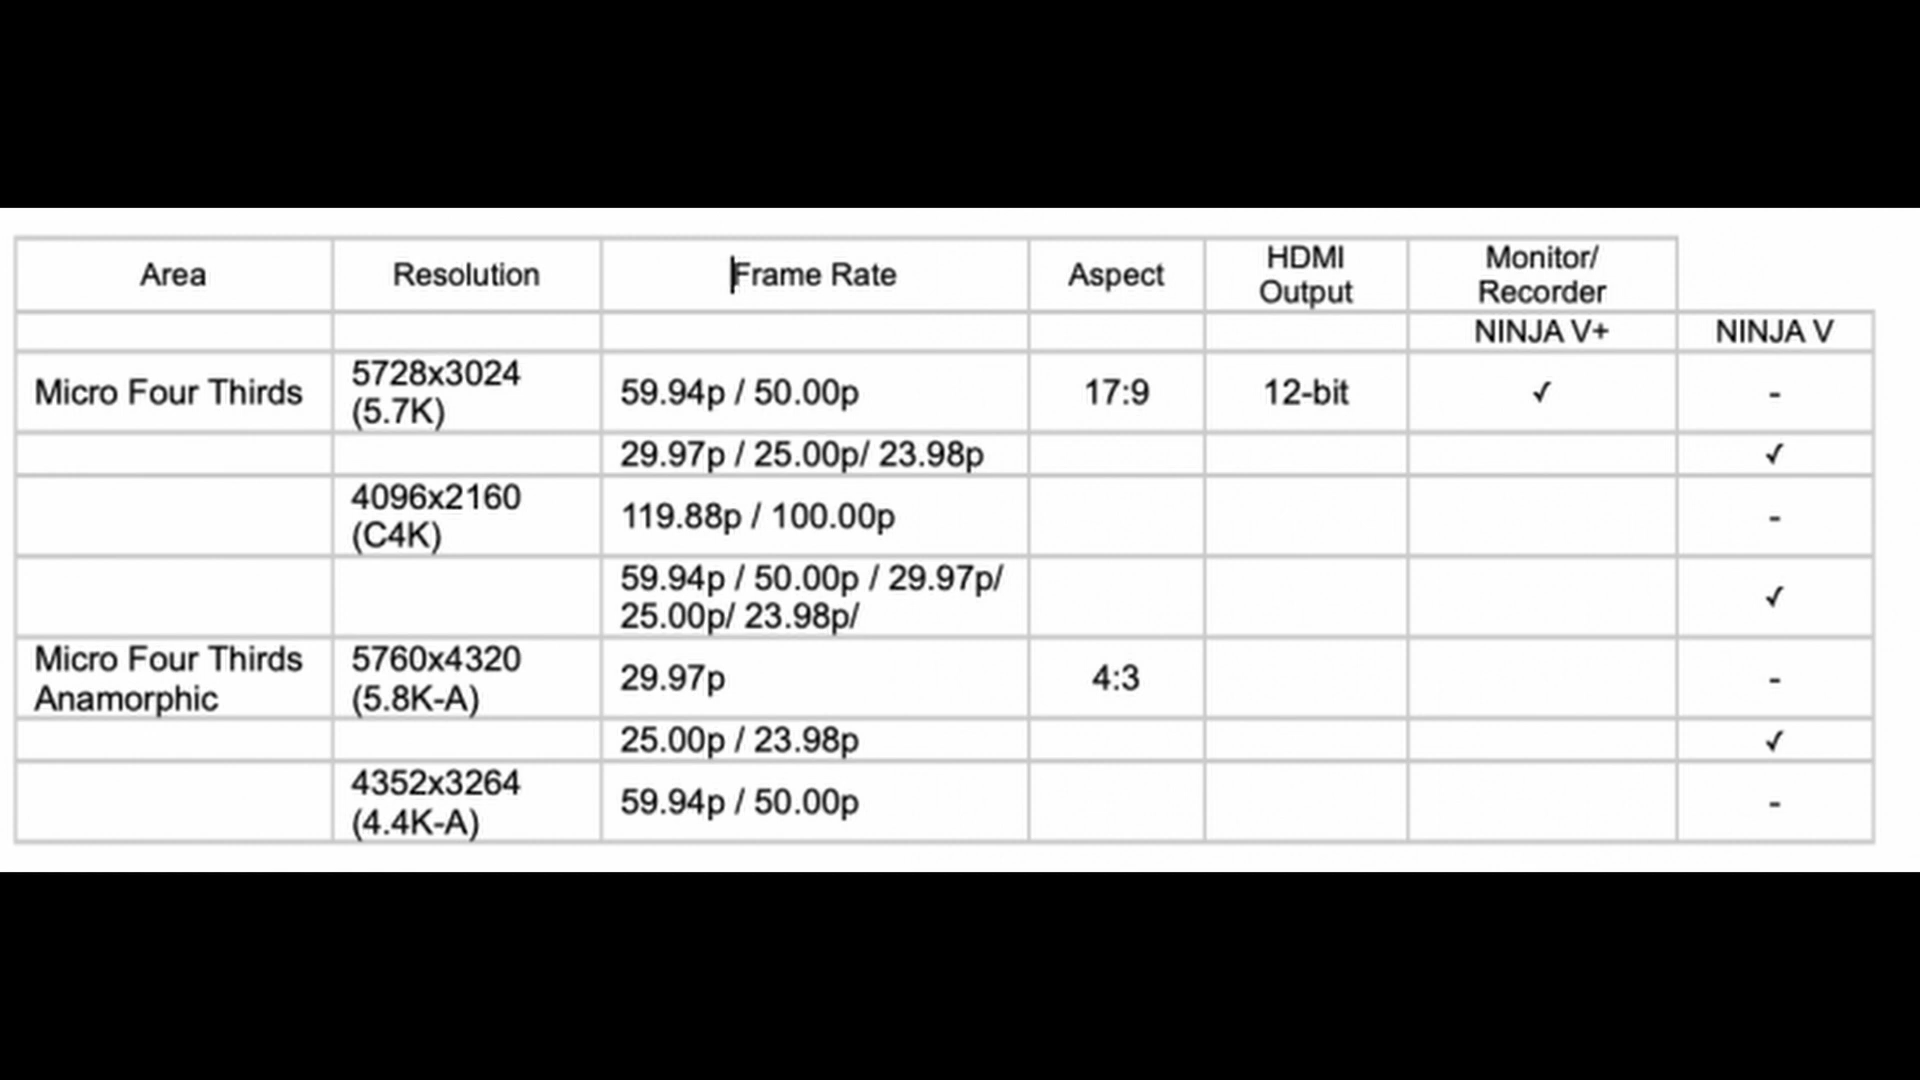 Area Resolution Frame Rate Aspect HDMI Output Monitor/ Recorder
NINJA V+ NINJA V
Micro Four Thirds 5728x3024 (5.7K) 59.94p / 50.00p 17:9 12-bit ✓ -
29.97p / 25.00p/ 23.98p ✓
4096x2160 (C4K) 119.88p / 100.00p -
59.94p / 50.00p / 29.97p/ 25.00p/ 23.98p/ ✓
Micro Four Thirds Anamorphic 5760x4320 (5.8K-A) 29.97p 4:3 -
25.00p / 23.98p ✓
4352x3264 (4.4K-A) 59.94p / 50.00p -